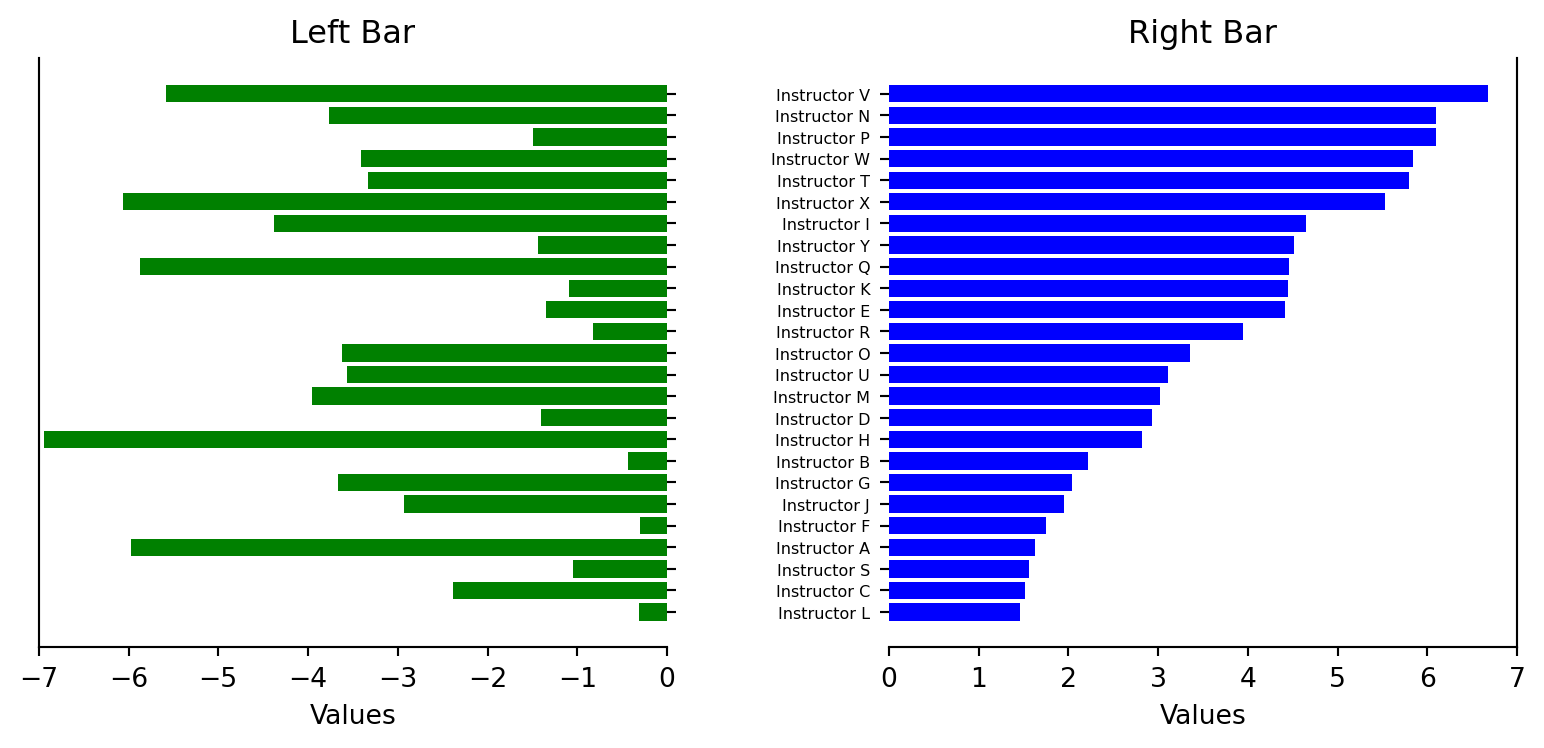 Left Bar
Right Bar
Instructor V
Instructor N
Instructor P
Instructor W
Instructor T
Instructor X
Instructor I
Instructor Y
Instructor Q
Instructor K
Instructor E
Instructor R
Instructor O
Instructor U
Instructor M
Instructor D
Instructor H
Instructor B
Instructor G
Instructor J
Instructor F
Instructor A
Instructor S
Instructor C
Instructor L
−7 −6 −5 −4 −3 −2 −1 0
0 1 2 3 4 5 6 7
Values
Values